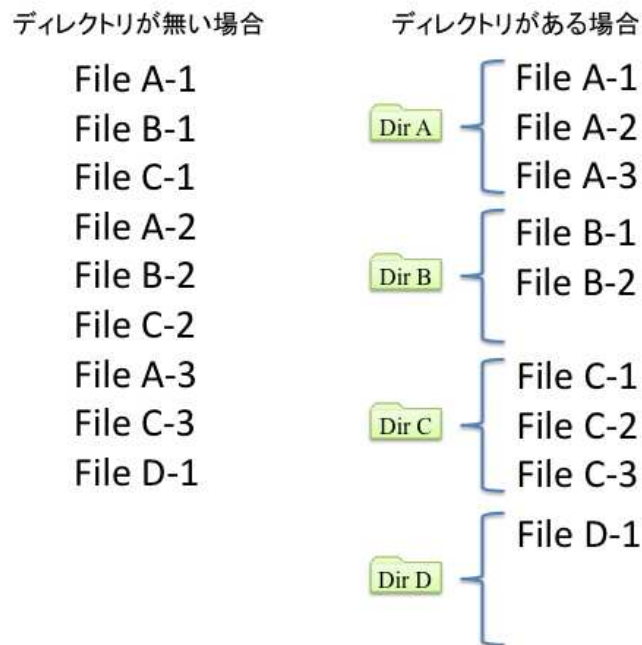 ディレクトリが無い場合
File A-1
File B-1
File C-1
File A-2
File B-2
File C-2
File A-3
File C-3
File D-1
ディレクトリがある場合
Dir A
File A-1
File A-2
File A-3
Dir B
File B-1
File B-2
Dir C
File C-1
File C-2
File C-3
Dir D
File D-1